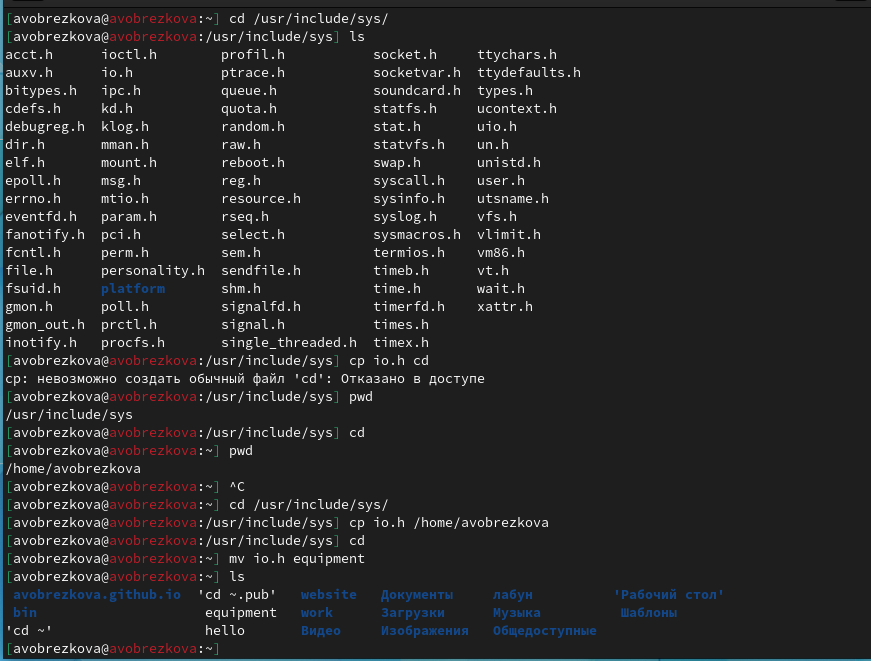 [avobrezkova@avobrezkova:~] cd /usr/include/sys/
[avobrezkova@avobrezkova:/usr/include/sys] ls
acct.h ioctl.h profil.h socket.h ttychars.h
auxv.h io.h ptrace.h socketvar.h ttydefaults.h
bitypes.h ipc.h queue.h soundcard.h types.h
cdefs.h kd.h quota.h statfs.h ucontext.h
debugreg.h klog.h random.h stat.h uio.h
dir.h mman.h raw.h statvfs.h un.h
elf.h mount.h reboot.h swap.h unistd.h
epoll.h msg.h reg.h syscall.h user.h
errno.h mtio.h resource.h sysinfo.h utsname.h
eventfd.h param.h rseq.h syslog.h vfs.h
fanotify.h pci.h select.h sysmacros.h vlimit.h
fcntl.h perm.h sem.h termios.h vm86.h
file.h personality.h sendfile.h timeb.h vt.h
fsuid.h platform shm.h time.h wait.h
gmon.h poll.h signalfd.h timerfd.h xattr.h
gmon_out.h prctl.h signal.h times.h
inotify.h procfs.h single_threaded.h timex.h
[avobrezkova@avobrezkova:/usr/include/sys] cp io.h cd
cp: невозможно создать обычный файл 'cd': Отказано в доступе
[avobrezkova@avobrezkova:/usr/include/sys] pwd
/usr/include/sys
[avobrezkova@avobrezkova:/usr/include/sys] cd
[avobrezkova@avobrezkova:~] pwd
/home/avobrezkova
[avobrezkova@avobrezkova:~] ^C
[avobrezkova@avobrezkova:~] cd /usr/include/sys/
[avobrezkova@avobrezkova:/usr/include/sys] cp io.h /home/avobrezkova
[avobrezkova@avobrezkova:/usr/include/sys] cd
[avobrezkova@avobrezkova:~] mv io.h equipment
[avobrezkova@avobrezkova:~] ls
avobrezkova.github.io 'cd ~.pub' website Документы лабун 'Рабочий стол'
bin equipment work Загрузки Музыка Шаблоны
'cd ~' hello Видео Изображения Общедоступные
[avobrezkova@avobrezkova:~]